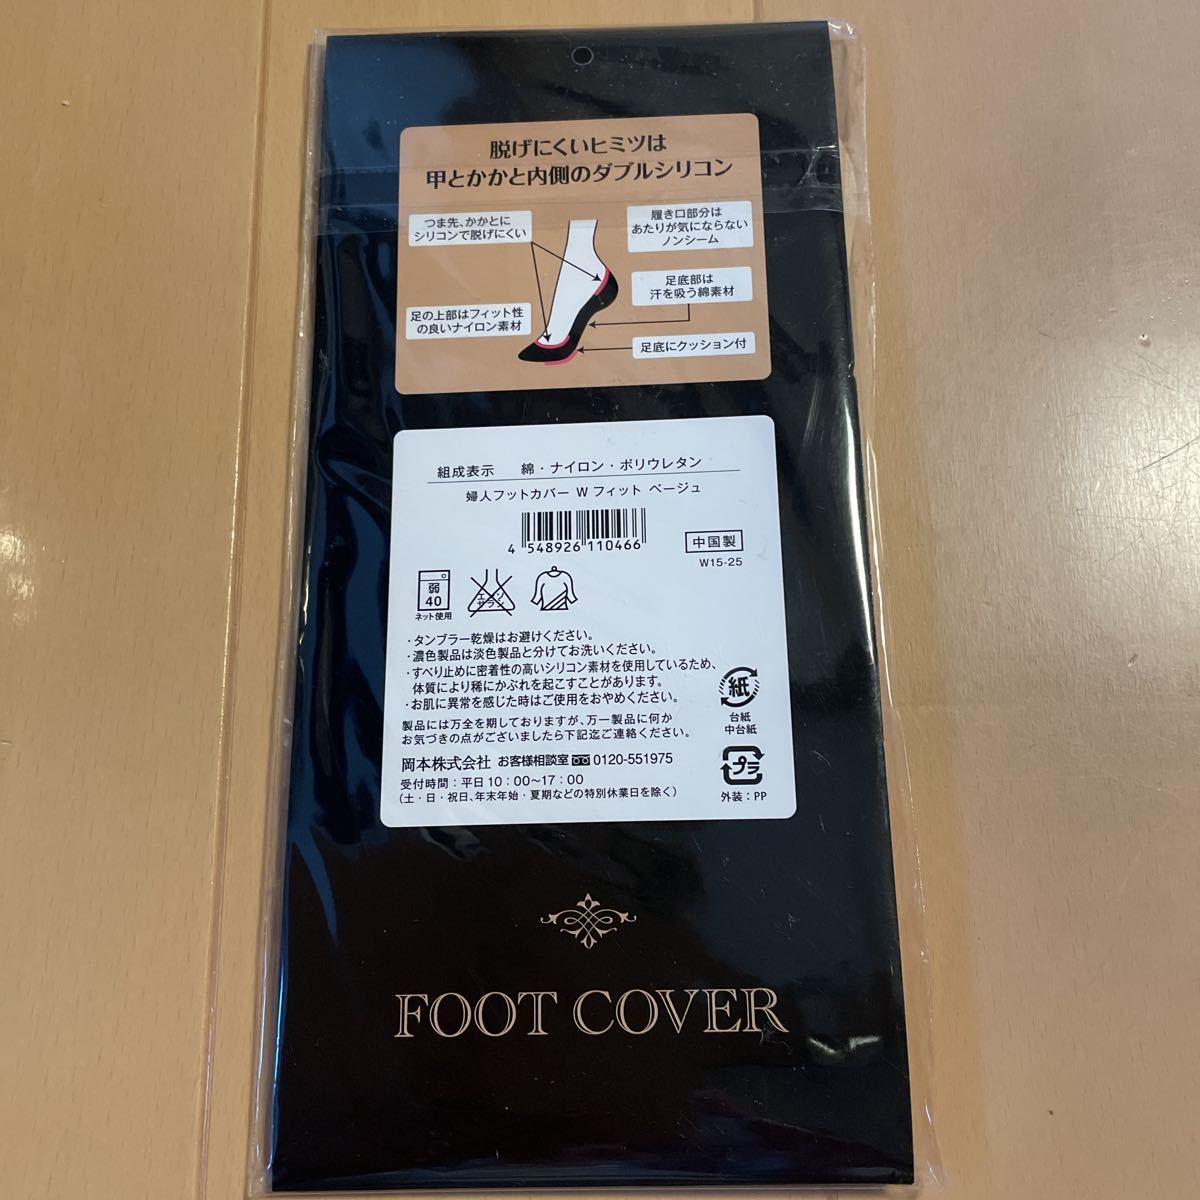 脱げにくいヒミツは
甲とかかと内側のダブルシリコン
つま先、かかとに
シリコンで脱げにくい
履き口部分は
あたりが気にならない
ノンシーム
足底部は
汗を吸う綿素材
足の上部はフィット性
の良いナイロン素材
足底にクッション付
組成表示 綿・ナイロン・ポリウレタン
婦人フットカバー W フィット ベージュ
4 548926 110466
中国製
W15-25
弱
40
ネット使用
エンソ
サラン
・タンブラー乾燥はお避けください。
・濃色製品は淡色製品と分けてお洗いください。
・すべり止めに密着性の高いシリコン素材を使用しているため、
体質により稀にかぶれを起こすことがあります。
・お肌に異常を感じた時はご使用をおやめください。
製品には万全を期しておりますが、万一製品に何か
お気づきの点がございましたら下記迄ご連絡ください。
岡本株式会社 お客様相談室 0120-551975
受付時間：平日10：00～17：00
（土・日・祝日、年末年始・夏期などの特別休業日を除く）
紙
台紙
中台紙
プラ
外装：PP
FOOT COVER